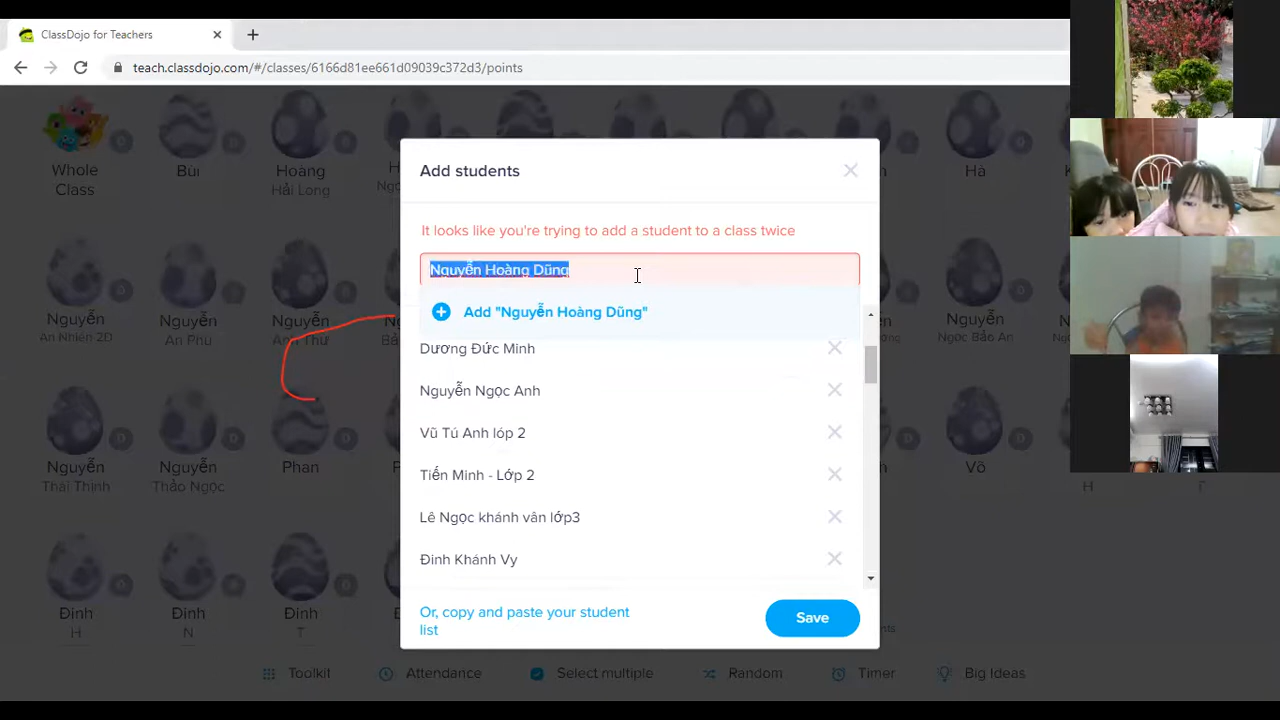 ClassDojo for Teachers
teach.classdojo.com/#/classes/6166d81ee661d09039c372d3/points
Whole Class
Bùi
Hoàng
Hải Long
Hà
Add students
It looks like you're trying to add a student to a class twice
Nguyễn Hoàng Dũng
Add "Nguyễn Hoàng Dũng"
Dương Đức Minh
Nguyễn Ngọc Anh
Vũ Tú Anh lóp 2
Tiến Minh - Lớp 2
Lê Ngọc khánh vân lớp3
Đinh Khánh Vy
Or, copy and paste your student
list
Save
Nguyễn
An Nhiên 2D
Nguyễn
An Phú
Nguyễn
Anh Thư
Nguyễn
Ngọc Bảo An
Nguyễn
Thái Thịnh
Nguyễn
Thảo Ngọc
Phan
Võ
Đinh
H
Đinh
N
Đinh
T
Toolkit
Attendance
Select multiple
Random
Timer
Big Ideas